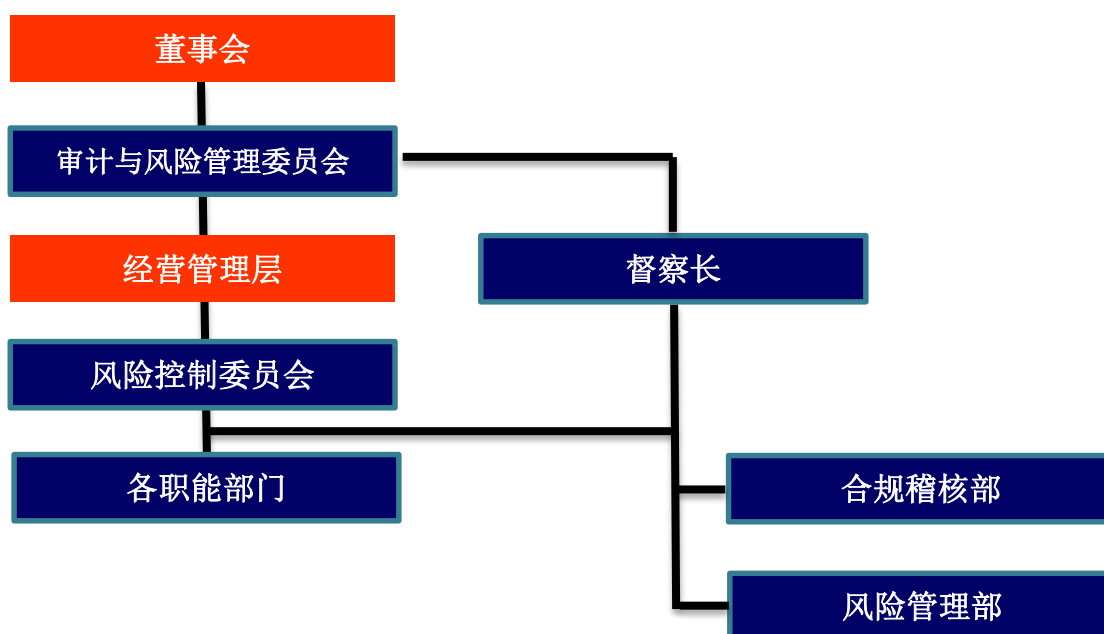 董事会
审计与风险管理委员会
经营管理层
督察长
风险控制委员会
各职能部门
合规稽核部
风险管理部